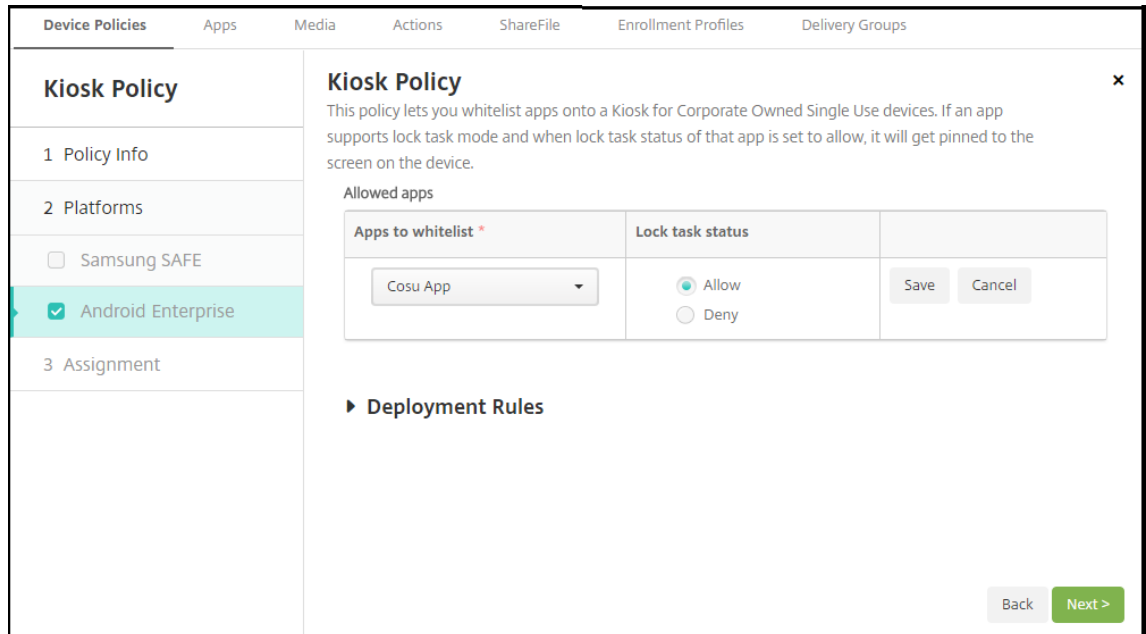 Device Policies Apps Media Actions ShareFile Enrollment Profiles Delivery Groups
Kiosk Policy
1 Policy Info
2 Platforms
Samsung SAFE
Android Enterprise
3 Assignment
Kiosk Policy
This policy lets you whitelist apps onto a Kiosk for Corporate Owned Single Use devices. If an app
supports lock task mode and when lock task status of that app is set to allow, it will get pinned to the
screen on the device.
Allowed apps
Apps to whitelist * Lock task status
Cosu App Allow Save Cancel
Deny
Deployment Rules
Back Next >